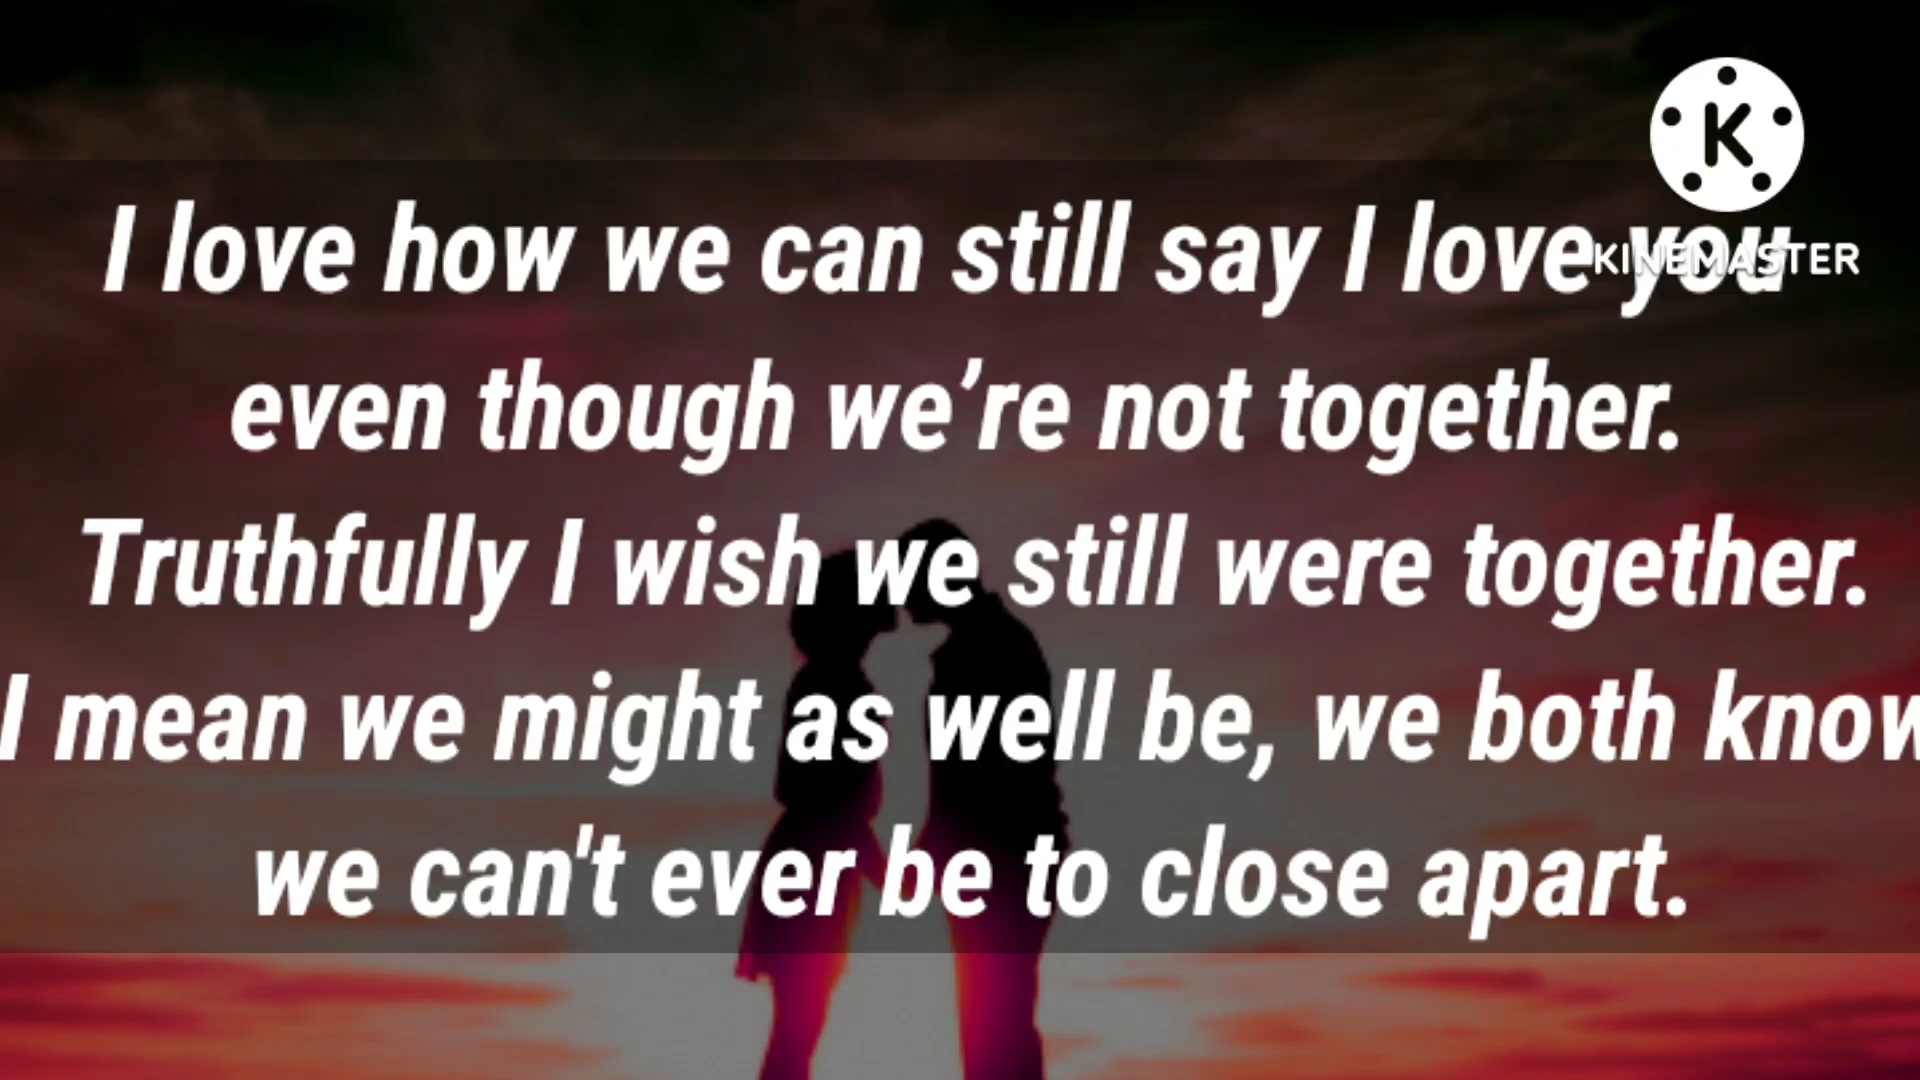 K
KINEMASTER
I love how we can still say I love you
even though we’re not together.
Truthfully I wish we still were together.
I mean we might as well be, we both know
we can't ever be to close apart.